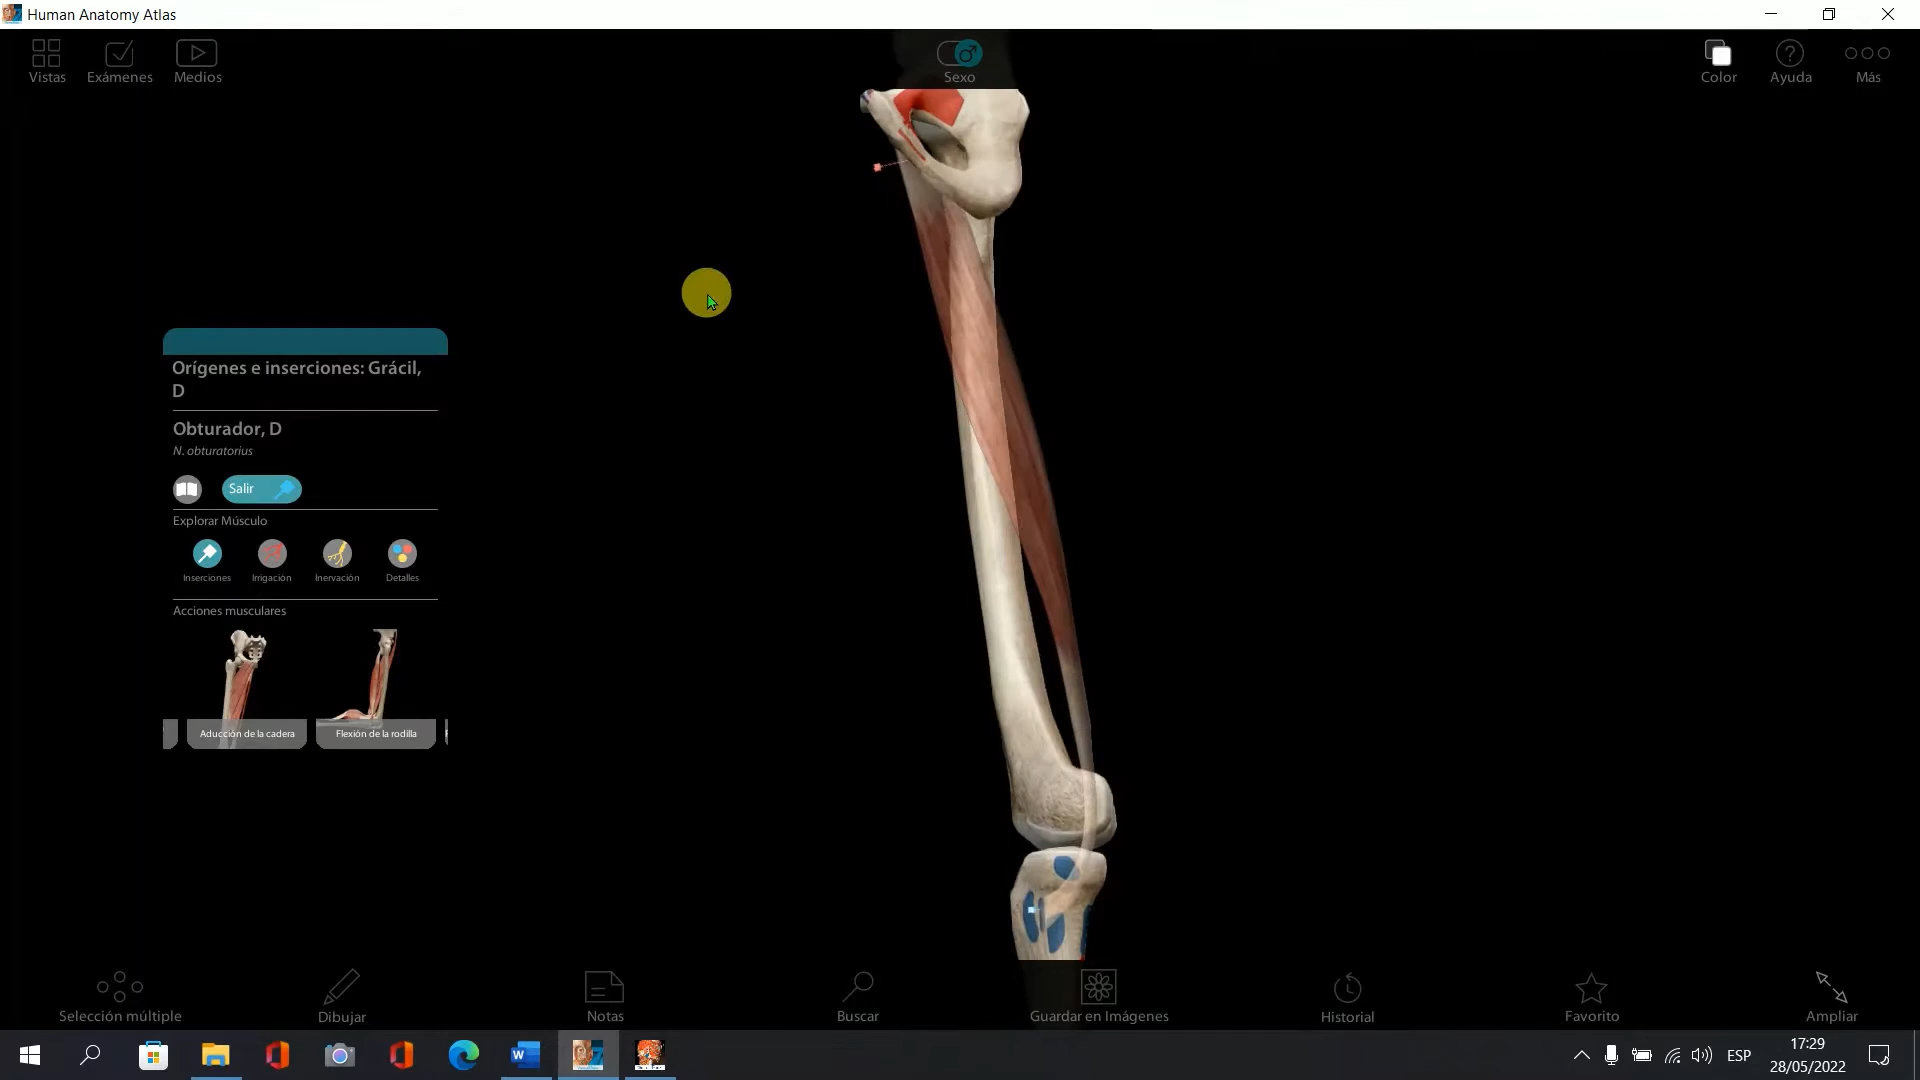 Human Anatomy Atlas
Vistas
Exámenes
Medios
Sexo
Color
Ayuda
Más
Orígenes e inserciones: Grácil,
D
Obturador, D
N. obturatorius
Salir
Explorar Músculo
Inserciones
Irrigación
Inervación
Detalles
Acciones musculares
Aducción de la cadera
Flexión de la rodilla
Selección múltiple
Dibujar
Notas
Buscar
Guardar en Imágenes
Historial
Favorito
Ampliar
ESP
17:29
28/05/2022